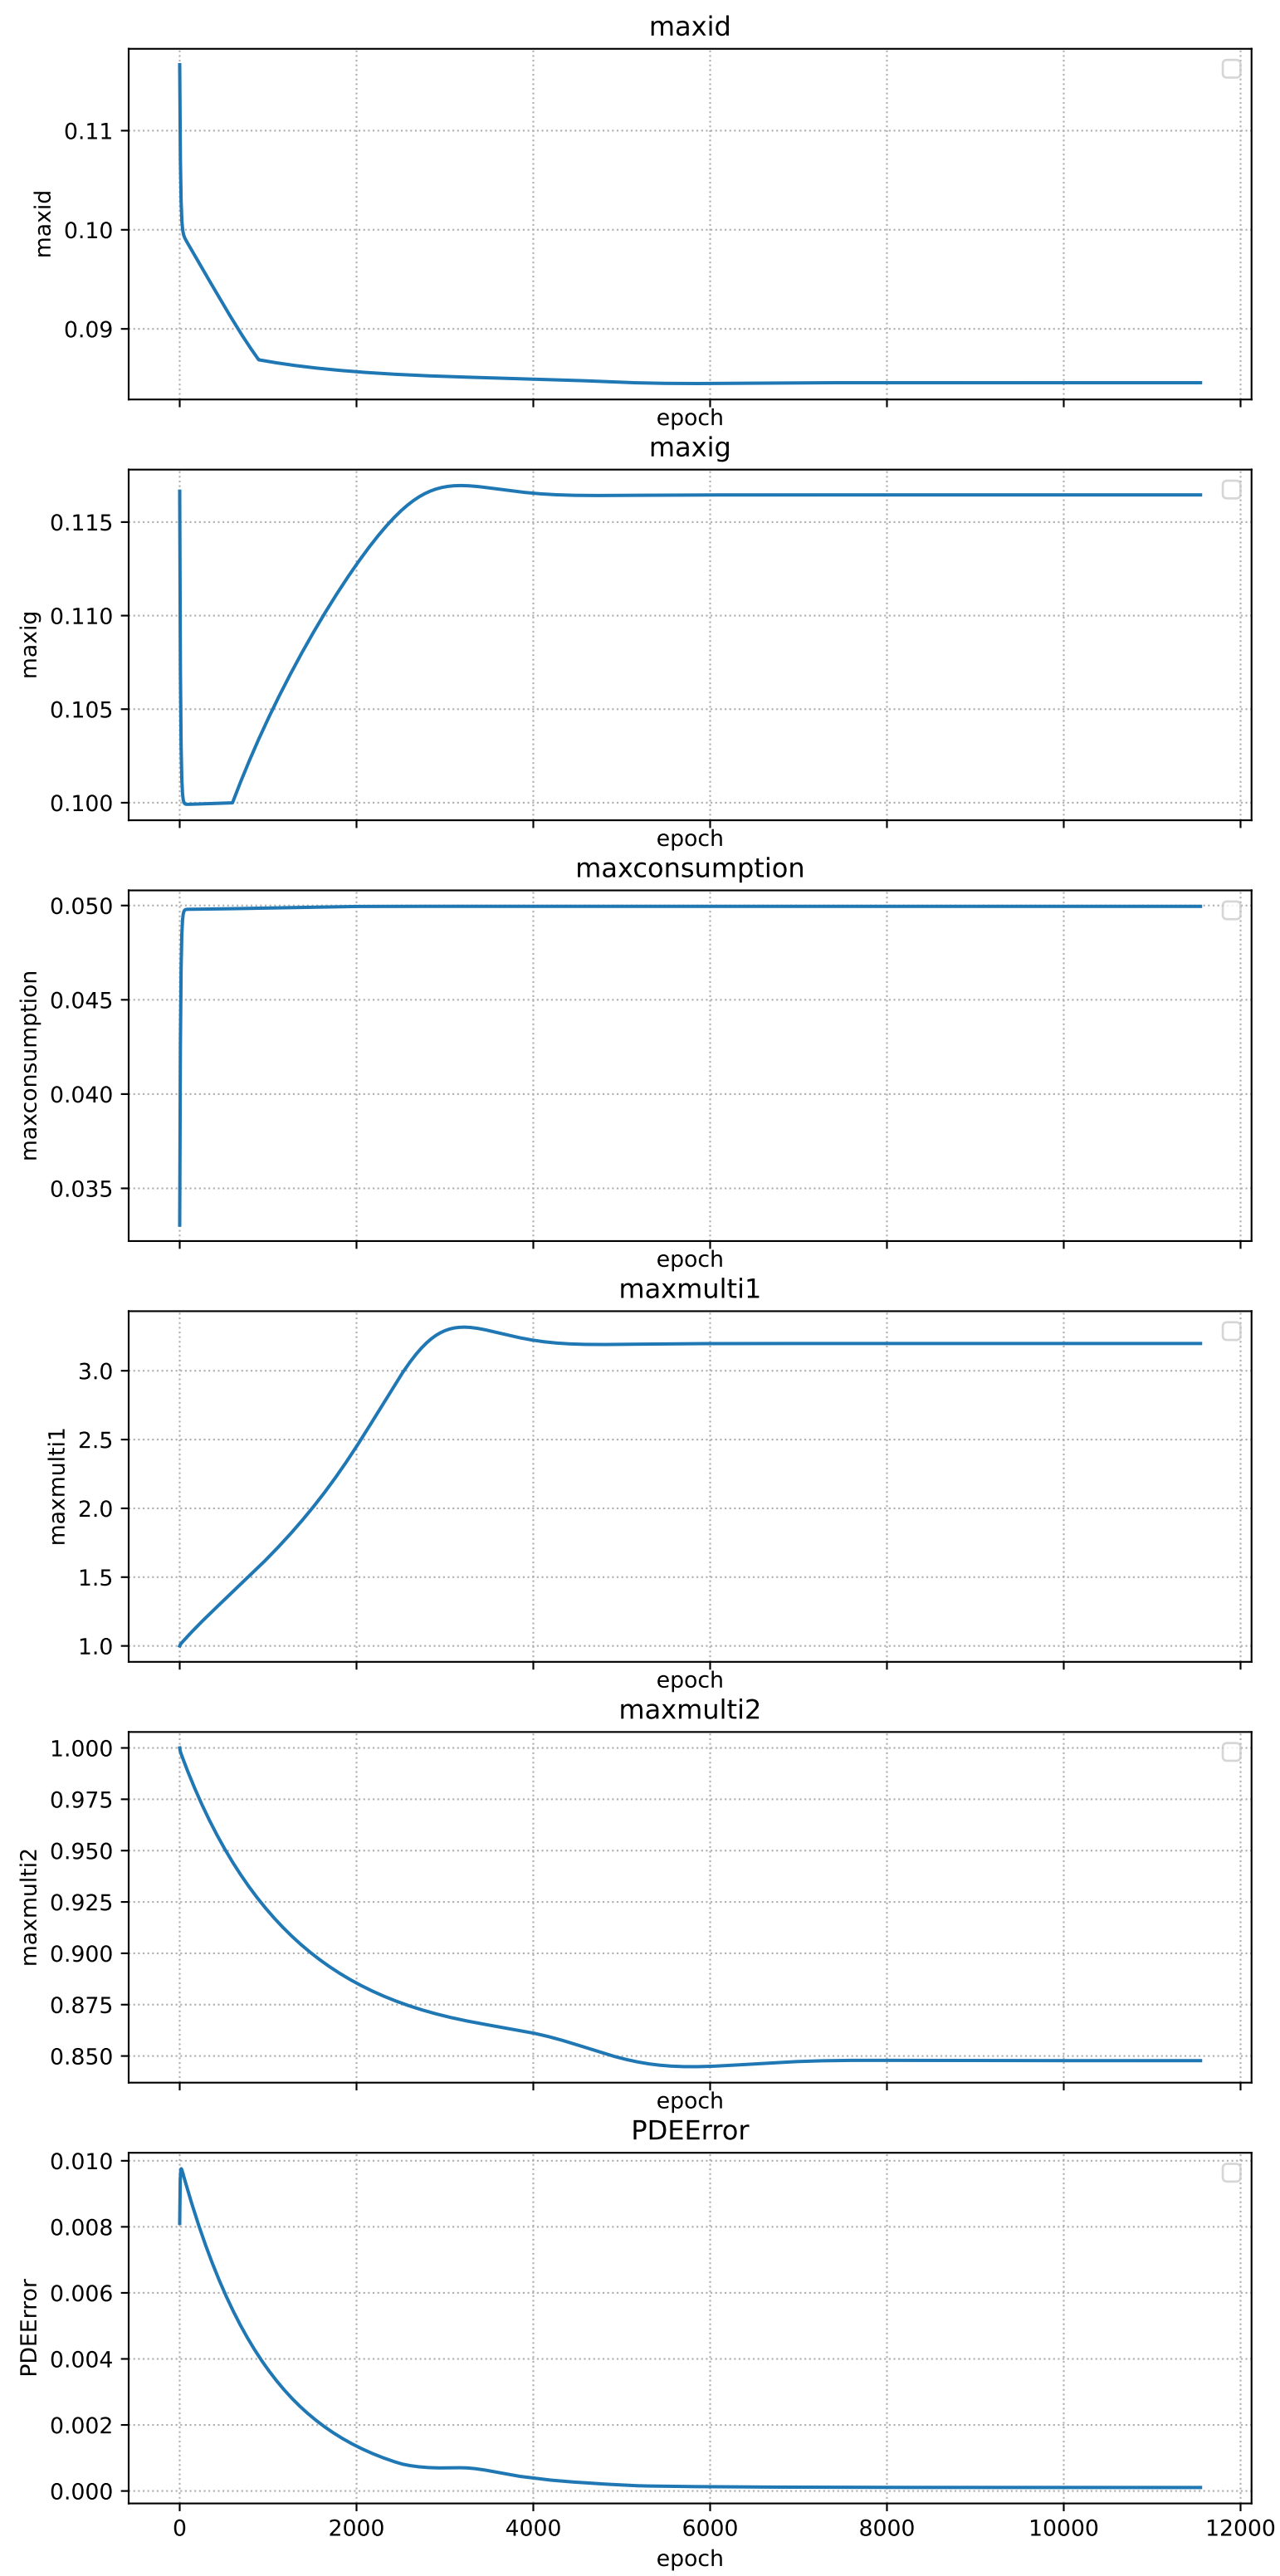 maxid
maxid
0.11
0.10
0.09
epoch
maxig
maxig
0.115
0.110
0.105
0.100
epoch
maxconsumption
maxconsumption
0.050
0.045
0.040
0.035
epoch
maxmulti1
maxmulti1
3.0
2.5
2.0
1.5
1.0
epoch
maxmulti2
maxmulti2
1.000
0.975
0.950
0.925
0.900
0.875
0.850
epoch
PDEError
PDEError
0.010
0.008
0.006
0.004
0.002
0.000
0 2000 4000 6000 8000 10000 12000
epoch